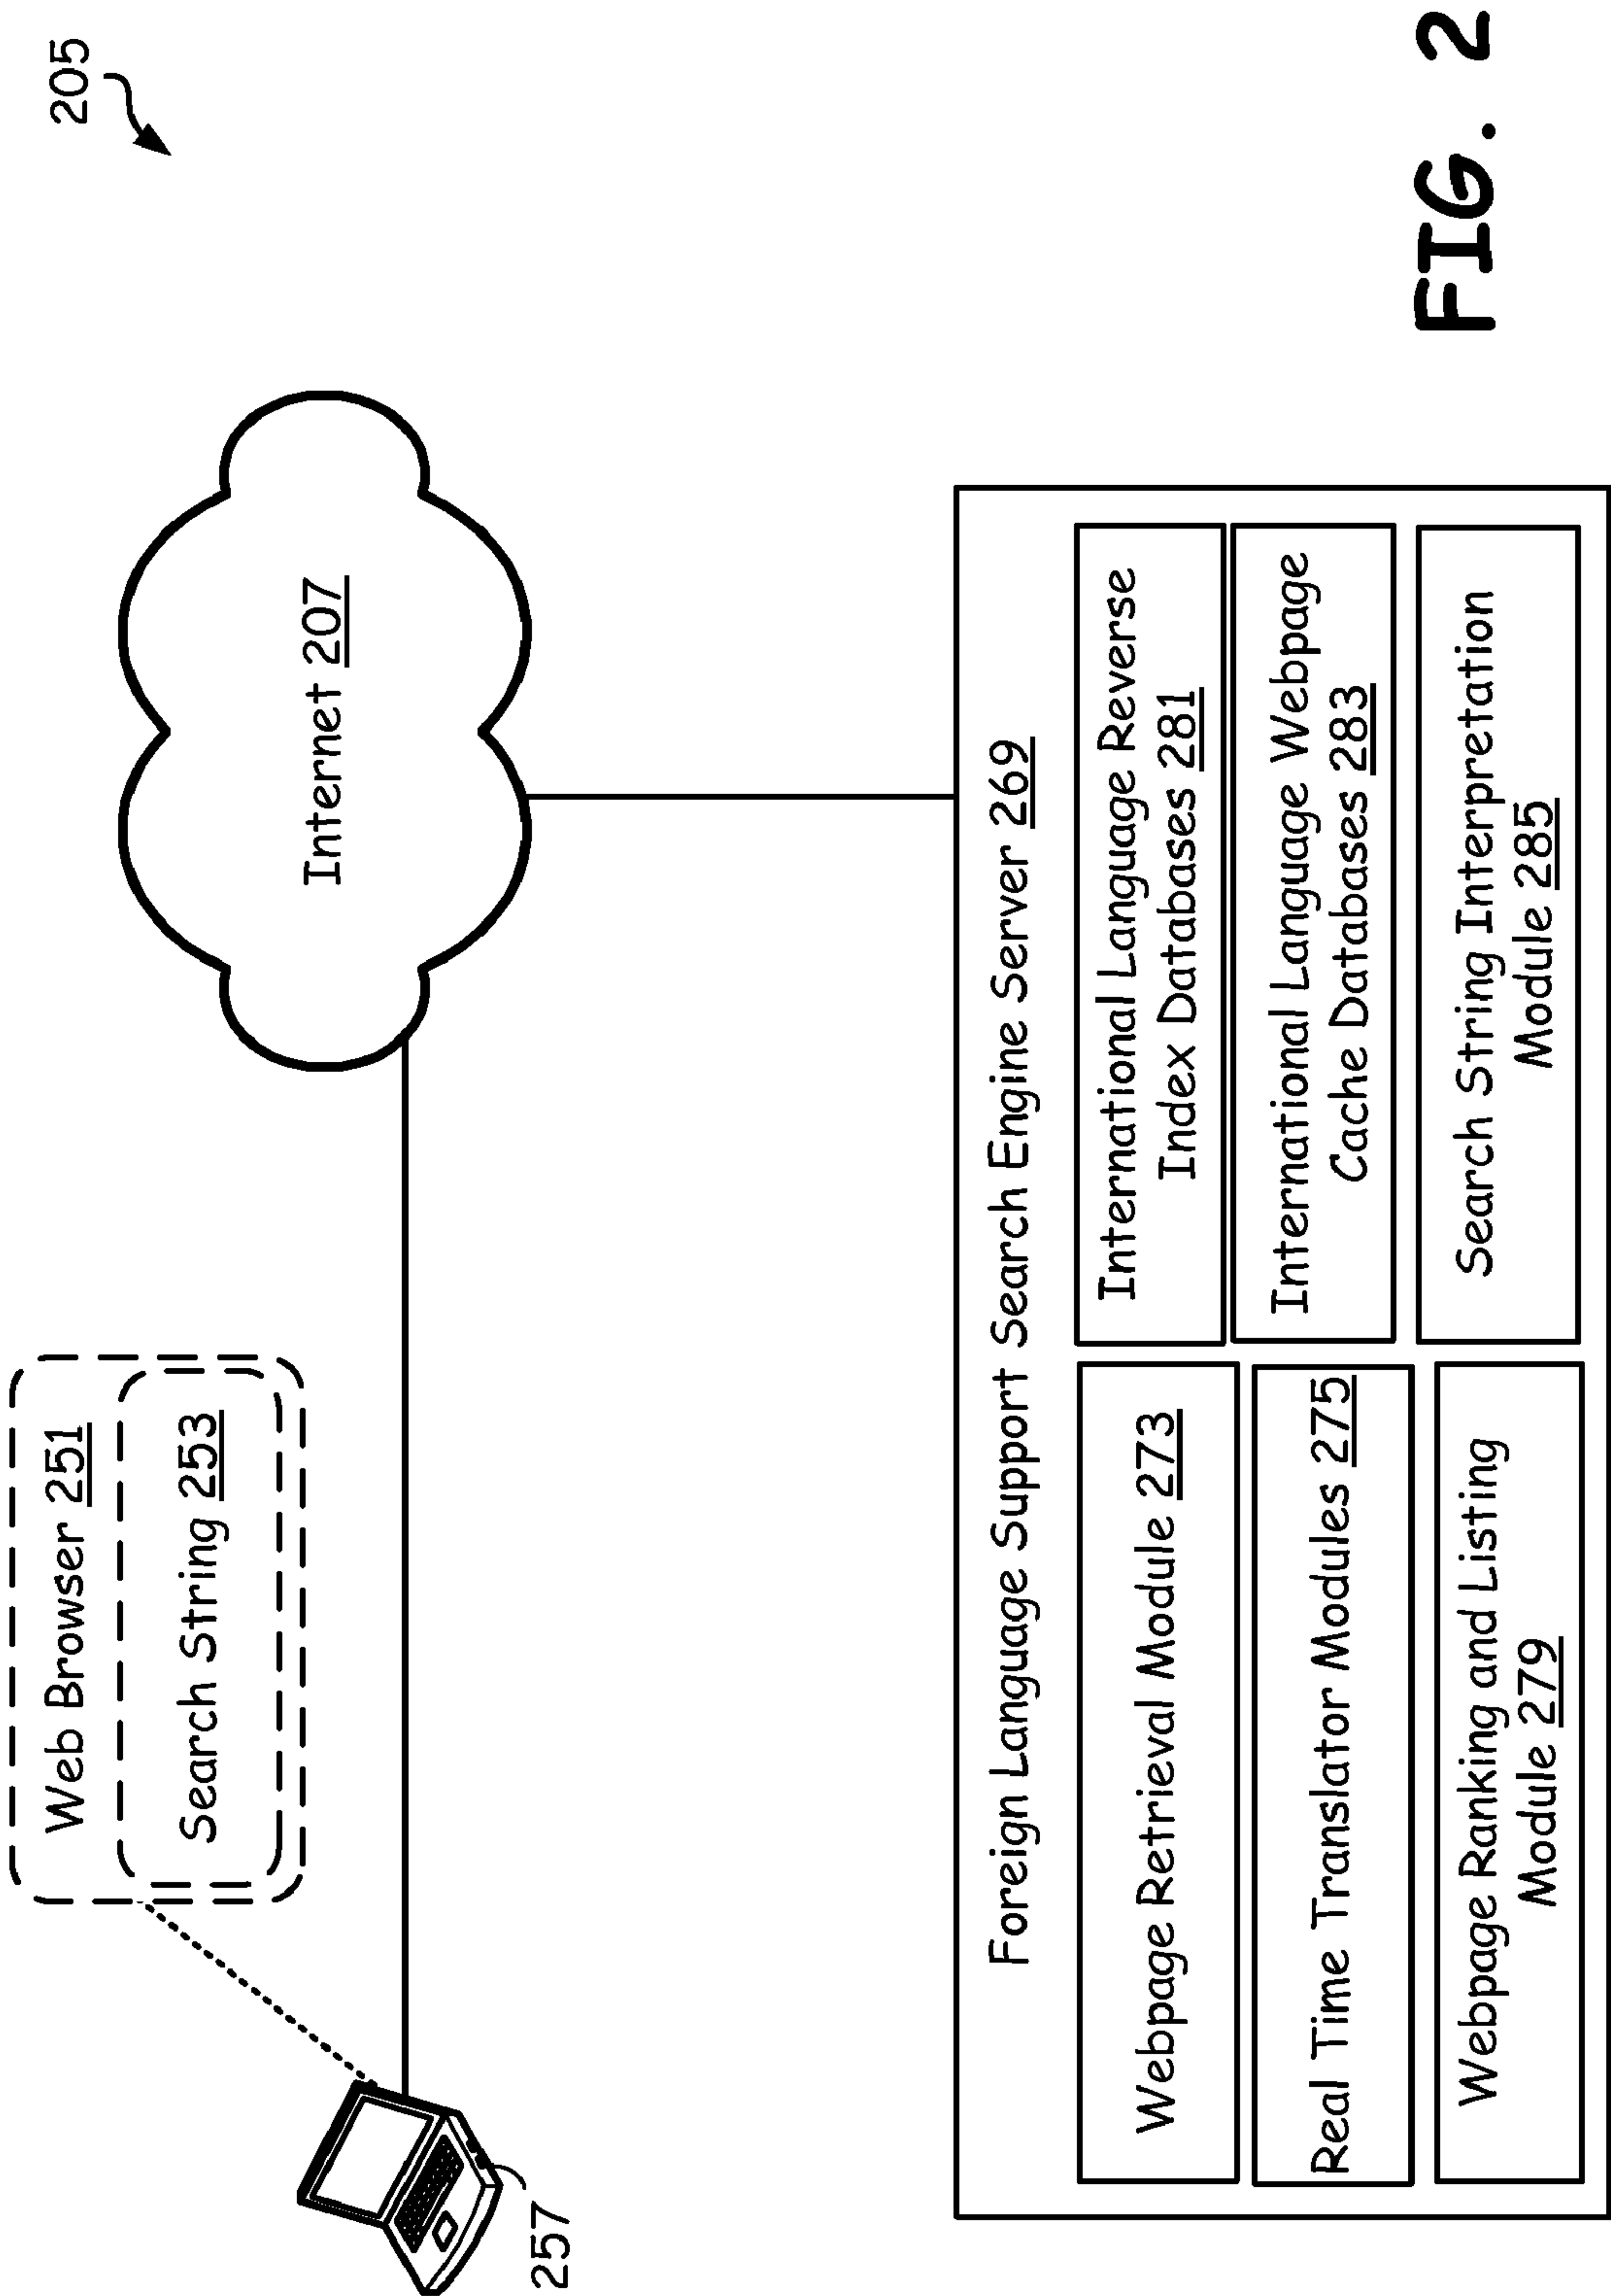 205
Web Browser 251
Search String 253
Internet 207
257
Foreign Language Support Search Engine Server 269
Webpage Retrieval Module 273
International Language Reverse
Index Databases 281
Real Time Translator Modules 275
International Language Webpage
Cache Databases 283
Webpage Ranking and Listing
Module 279
Search String Interpretation
Module 285
FIG. 2